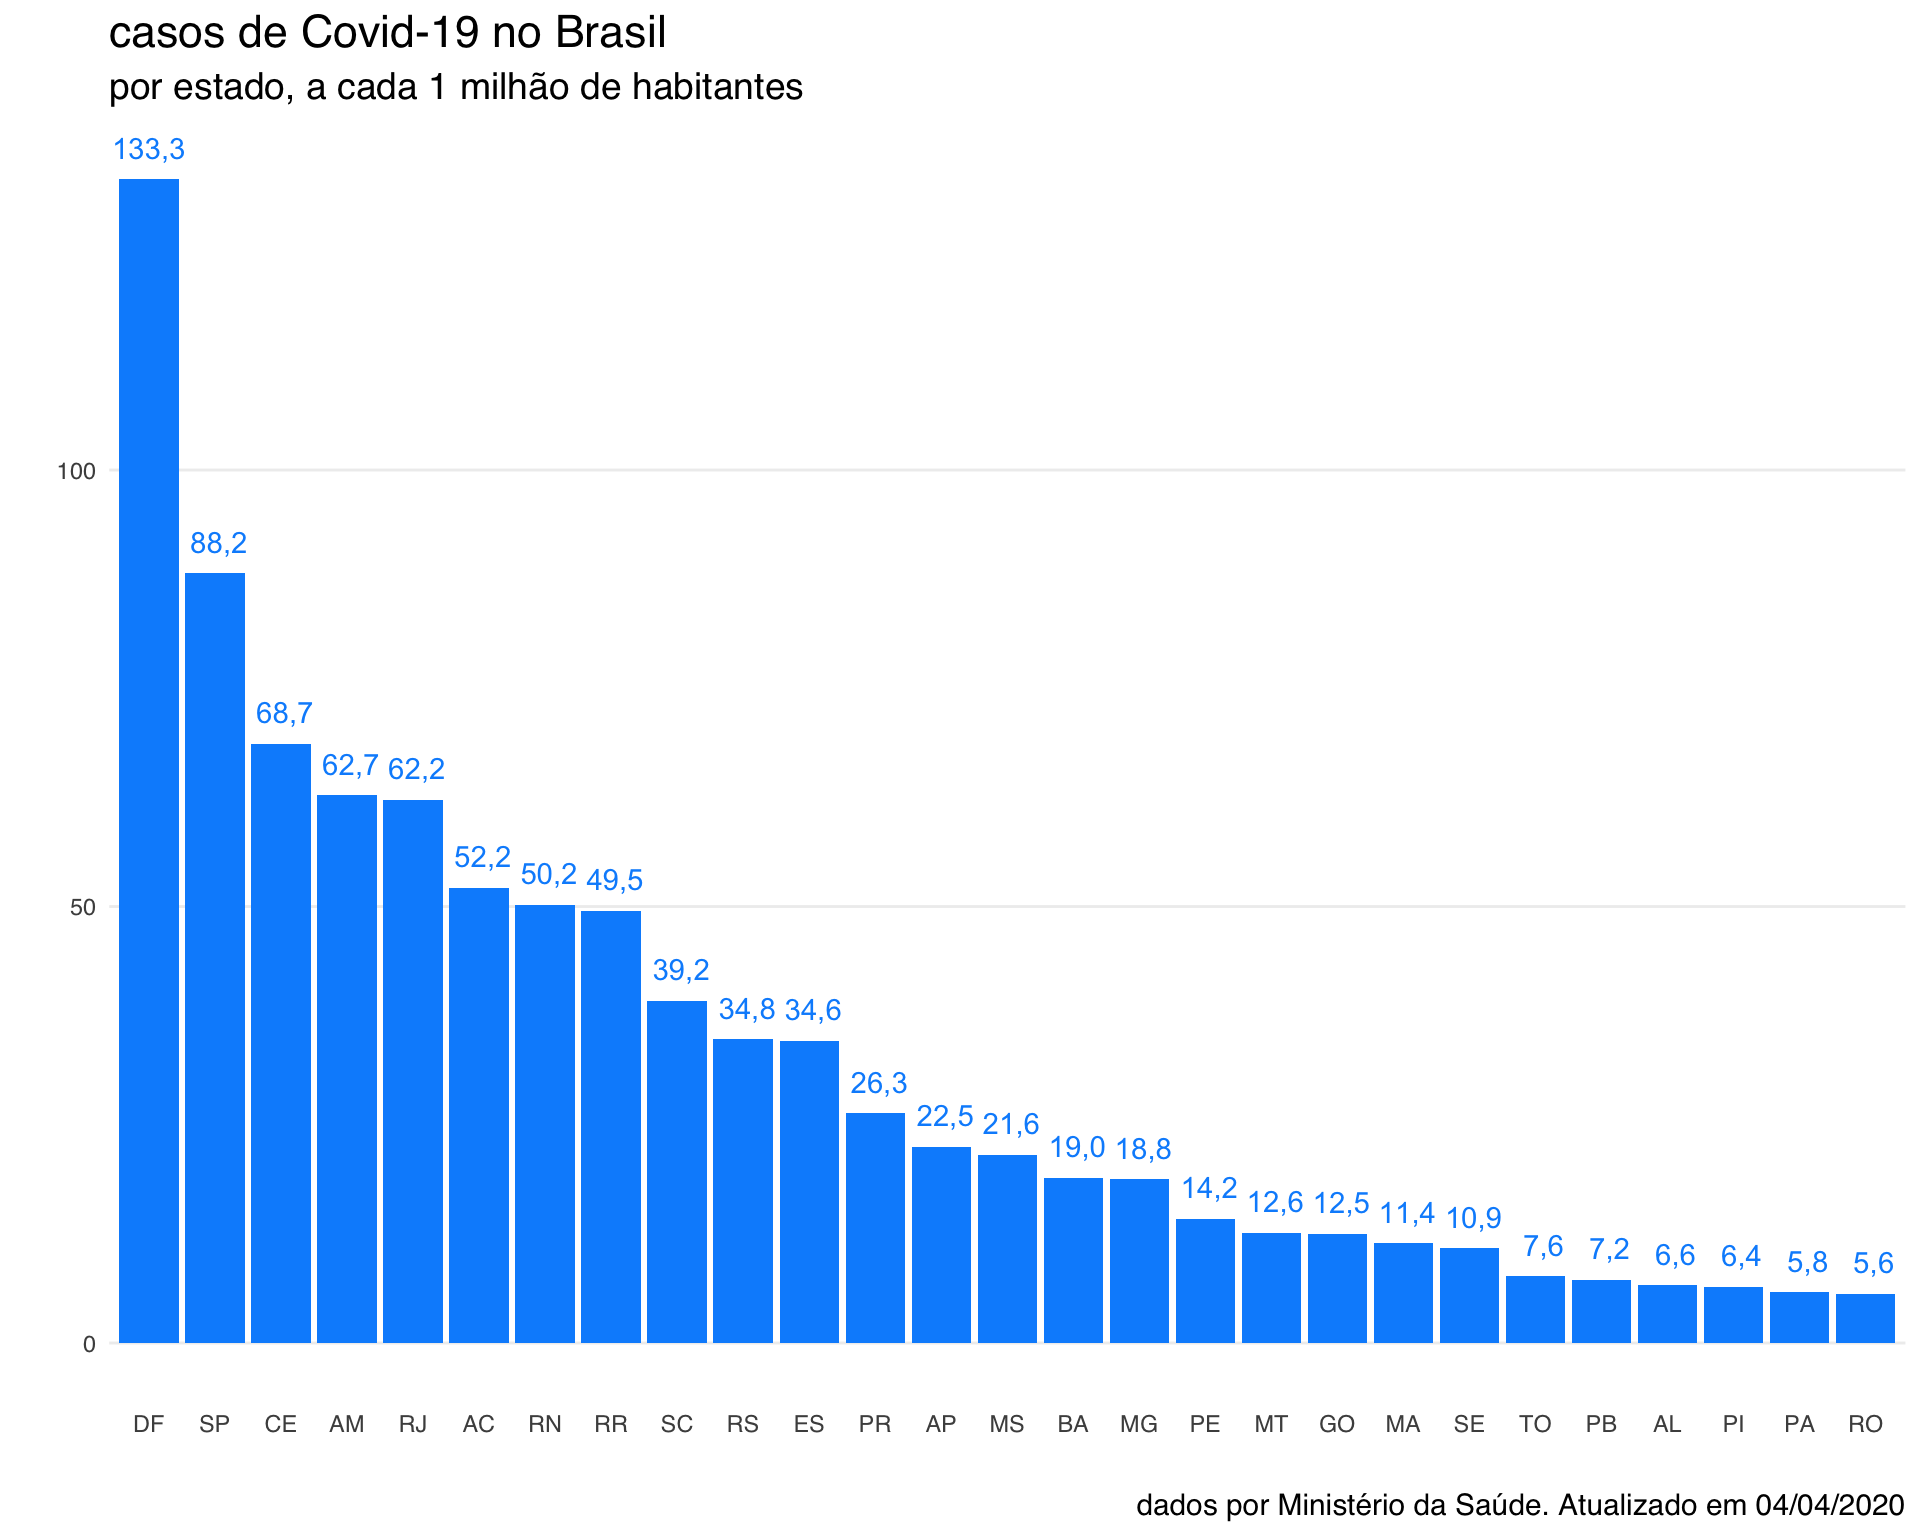 casos de Covid-19 no Brasil
por estado, a cada 1 milhão de habitantes
133,3
100
88,2
68,7
62,7 62,2
52,2 50,2 49,5
50
39,2
34,8 34,6
26,3
22,5 21,6
19,0 18,8
14,2 12,6 12,5 11,4 10,9
7,6 7,2 6,6 6,4 5,8 5,6
0
DF SP CE AM RJ AC RN RR SC RS ES PR AP MS BA MG PE MT GO MA SE TO PB AL PI PA RO
dados por Ministério da Saúde. Atualizado em 04/04/2020